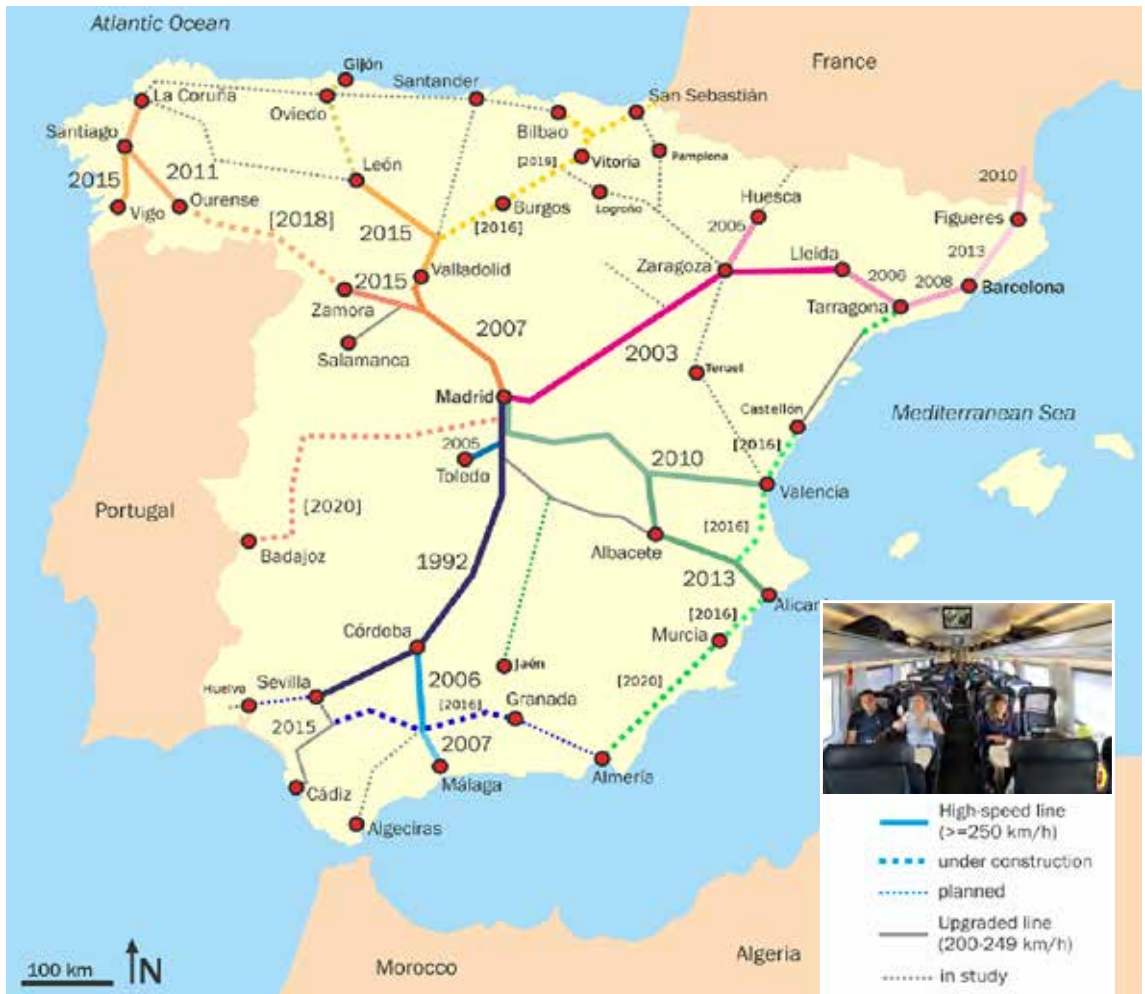 Atlantic Ocean
France
Gijón
Santander
La Coruña
Oviedo
San Sebastián
Bilbao
Santiago
León
[2019]
Vitoria
Pamplona
2011
2015
2010
Huesca
Vigo
Ourense
[2018]
Burgos
Logroño
Figueres
[2016]
2005
2015
2013
Lleida
Zaragoza
Valladolid
2015
2006
2008
Barcelona
Zamora
Tarragona
2007
Salamanca
2003
Teruel
Madrid
Castellón
Mediterranean Sea
2005
[2016]
Toledo
2010
Valencia
Portugal
[2020]
[2016]
Badajoz
Albacete
1992
2013
Alican
[2016]
Córdoba
Murcia
Jaén
2006
[2020]
Huelva
Sevilla
[2016]
Granada
2015
2007
Almería
Málaga
Cádiz
Algeciras
High-speed line
(>=250 km/h)
under construction
planned
Upgraded line
(200-249 km/h)
in study
100 km
N
Morocco
Algeria